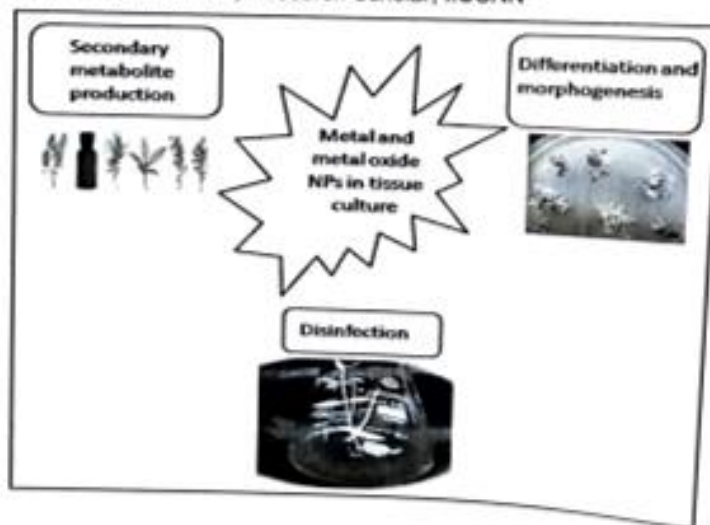 Secondary
metabolite
production
Differentiation and
morphogenesis
Metal and
metal oxide
NPs in tissue
culture
Disinfection